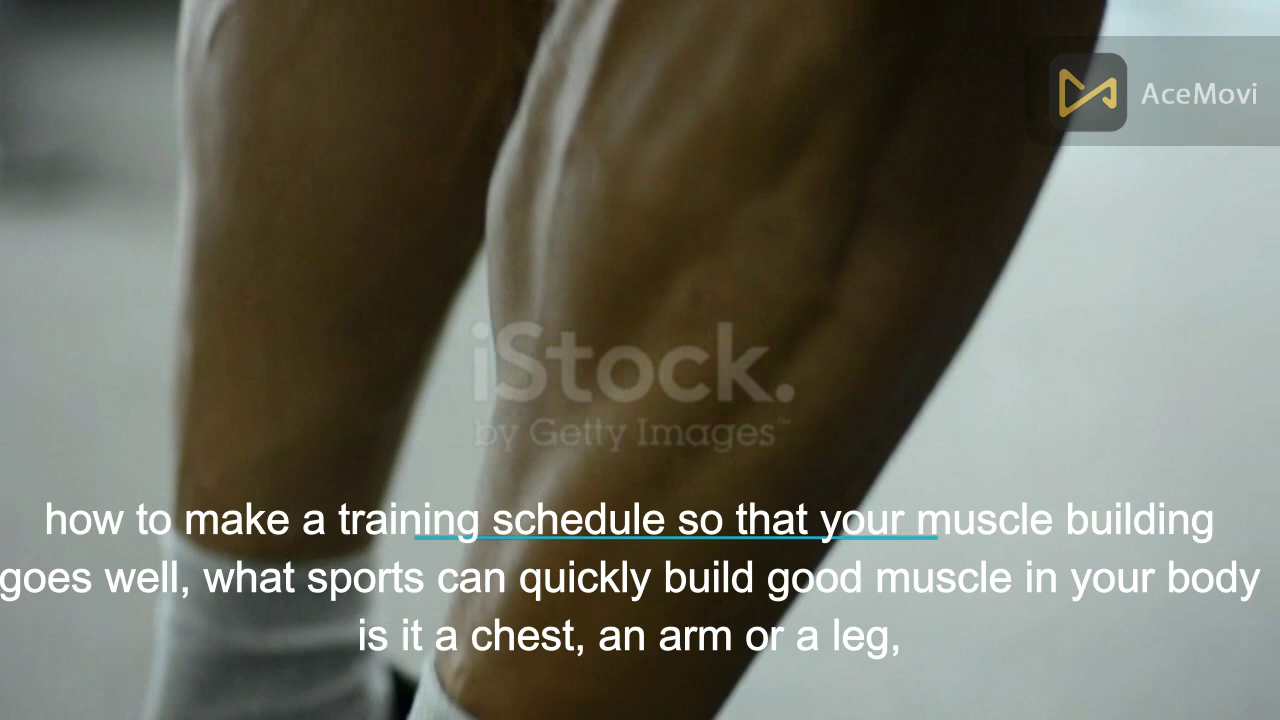 AceMovi
iStock.
by Getty Images™
how to make a training schedule so that your muscle building
goes well, what sports can quickly build good muscle in your body
is it a chest, an arm or a leg,